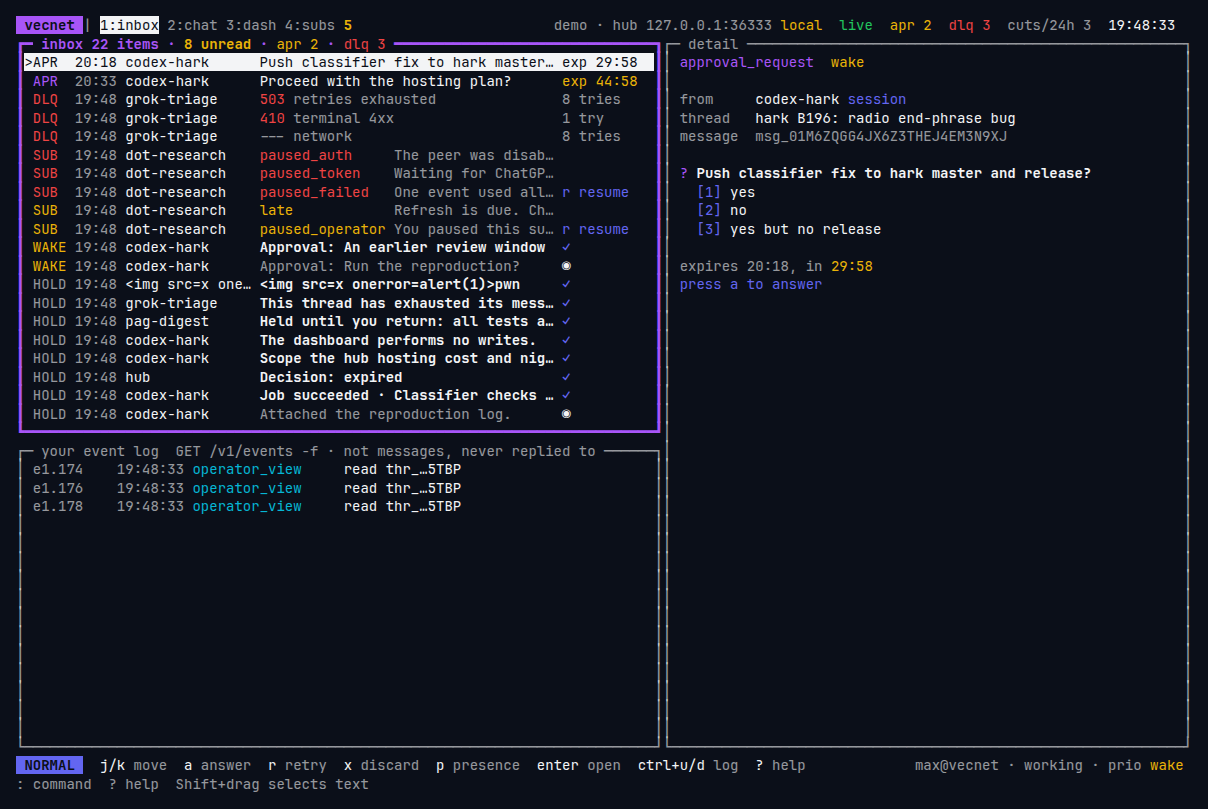 vecnet | 1:inbox 2:chat 3:dash 4:subs 5 demo · hub 127.0.0.1:36333 local live apr 2 dlq 3 cuts/24h 3 19:48:33
inbox 22 items · 8 unread · apr 2 · dlq 3
>APR 20:18 codex-hark Push classifier fix to hark master… exp 29:58
APR 20:33 codex-hark Proceed with the hosting plan? exp 44:58
DLQ 19:48 grok-triage 503 retries exhausted 8 tries
DLQ 19:48 grok-triage 410 terminal 4xx 1 try
DLQ 19:48 grok-triage --- network 8 tries
SUB 19:48 dot-research paused_auth The peer was disab…
SUB 19:48 dot-research paused_token Waiting for ChatGP…
SUB 19:48 dot-research paused_failed One event used all… r resume
SUB 19:48 dot-research late Refresh is due. Ch…
SUB 19:48 dot-research paused_operator You paused this su… r resume
WAKE 19:48 codex-hark Approval: An earlier review window ✓
WAKE 19:48 codex-hark Approval: Run the reproduction? ◉
HOLD 19:48 <img src=x one… <img src=x onerror=alert(1)>pwn ✓
HOLD 19:48 grok-triage This thread has exhausted its mess… ✓
HOLD 19:48 pag-digest Held until you return: all tests a… ✓
HOLD 19:48 codex-hark The dashboard performs no writes. ✓
HOLD 19:48 codex-hark Scope the hub hosting cost and nig… ✓
HOLD 19:48 hub Decision: expired ✓
HOLD 19:48 codex-hark Job succeeded · Classifier checks … ✓
HOLD 19:48 codex-hark Attached the reproduction log. ◉
your event log GET /v1/events -f · not messages, never replied to
e1.174 19:48:33 operator_view read thr_…5TBP
e1.176 19:48:33 operator_view read thr_…5TBP
e1.178 19:48:33 operator_view read thr_…5TBP
detail
approval_request wake
from codex-hark session
thread hark B196: radio end-phrase bug
message msg_01M6ZQGG4JX6Z3THEJ4EM3N9XJ
? Push classifier fix to hark master and release?
[1] yes
[2] no
[3] yes but no release
expires 20:18, in 29:58
press a to answer
NORMAL j/k move a answer r retry x discard p presence enter open ctrl+u/d log ? help max@vecnet · working · prio wake
: command ? help Shift+drag selects text